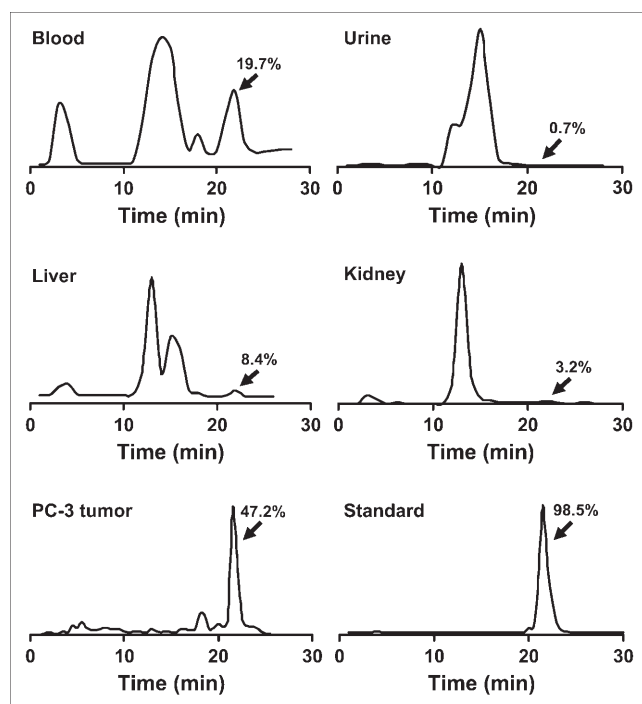 Blood
19.7%
0 10 20 30
Time (min)
Urine
0.7%
0 10 20 30
Time (min)
Liver
8.4%
0 10 20 30
Time (min)
Kidney
3.2%
0 10 20 30
Time (min)
PC-3 tumor
47.2%
0 10 20 30
Time (min)
Standard
98.5%
0 10 20 30
Time (min)